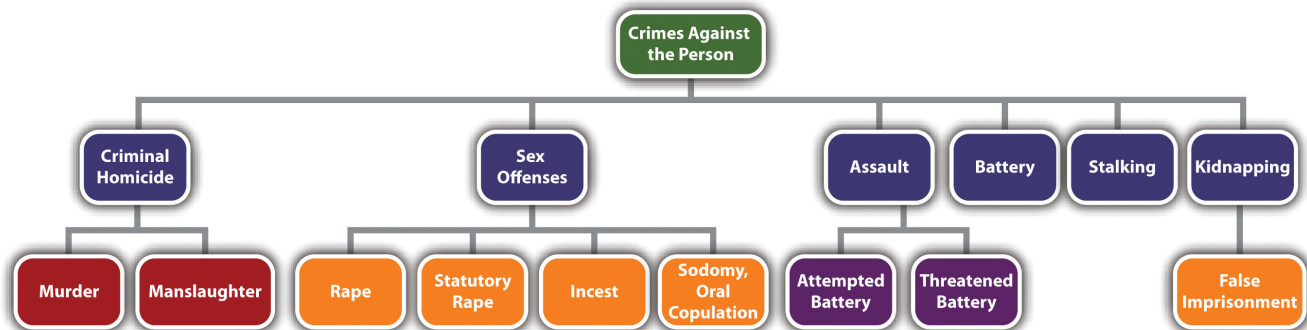 Crimes Against
the Person
Criminal
Homicide
Sex
Offenses
Assault
Battery
Stalking
Kidnapping
Murder
Manslaughter
Rape
Statutory
Rape
Incest
Sodomy,
Oral
Copulation
Attempted
Battery
Threatened
Battery
False
Imprisonment